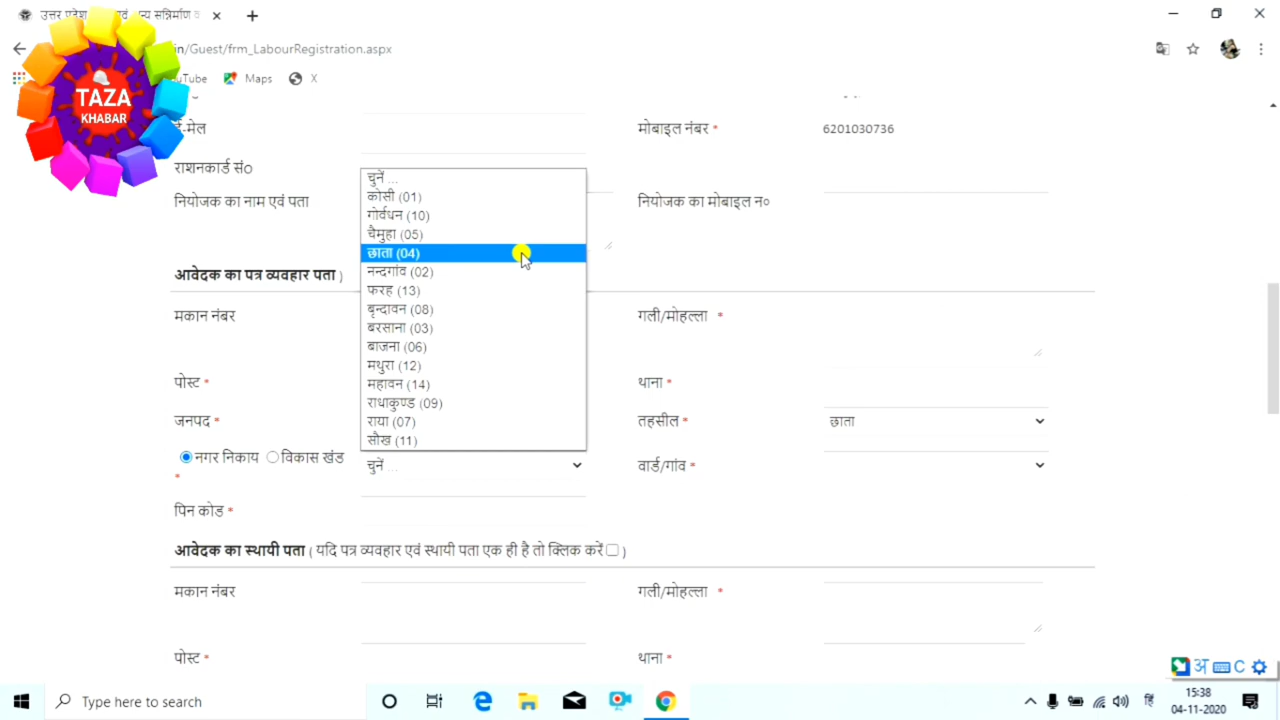 उत्तर प्रदेश
न्य सन्निर्माण
in/Guest/frm_LabourRegistration.aspx
Maps X
TAZA
KHABAR
मोबाइल नंबर * 6201030736
राशनकार्ड सं०
नियोजक का नाम एवं पता नियोजक का मोबाइल न०
चुनें ...
कोसी (01)
गोर्वधन (10)
चैमुहा (05)
छाता (04)
नन्दगांव (02)
फरह (13)
बृन्दावन (08)
बरसाना (03)
बाजना (06)
मथुरा (12)
महावन (14)
राधाकुण्ड (09)
राया (07)
सौख (11)
आवेदक का पत्र व्यवहार पता )
मकान नंबर गली/मोहल्ला *
पोस्ट * थाना *
जनपद * तहसील * छाता
नगर निकाय विकास खंड * चुनें ... वार्ड/गांव *
पिन कोड *
आवेदक का स्थायी पता ( यदि पत्र व्यवहार एवं स्थायी पता एक ही है तो क्लिक करें )
मकान नंबर गली/मोहल्ला *
पोस्ट * थाना *
अ
Type here to search
हिं
15:38
04-11-2020